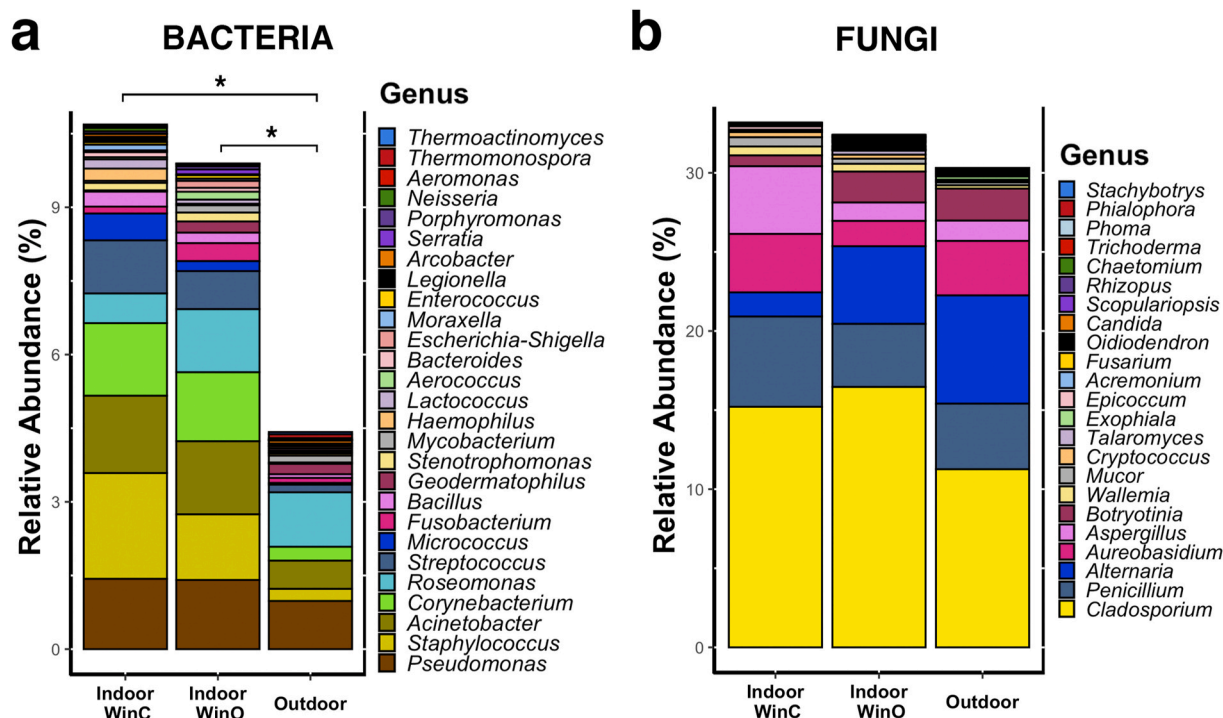 a
BACTERIA
*
*
Relative Abundance (%)
9
6
3
0
Indoor
WinC
Indoor
WinO
Outdoor
Genus
Thermoactinomyces
Thermomonospora
Aeromonas
Neisseria
Porphyromonas
Serratia
Arcobacter
Legionella
Enterococcus
Moraxella
Escherichia-Shigella
Bacteroides
Aerococcus
Lactococcus
Haemophilus
Mycobacterium
Stenotrophomonas
Geodermatophilus
Bacillus
Fusobacterium
Micrococcus
Streptococcus
Roseomonas
Corynebacterium
Acinetobacter
Staphylococcus
Pseudomonas
b
FUNGI
Relative Abundance (%)
30
20
10
0
Indoor
WinC
Indoor
WinO
Outdoor
Genus
Stachybotrys
Phialophora
Phoma
Trichoderma
Chaetomium
Rhizopus
Scopulariopsis
Candida
Oidiodendron
Fusarium
Acremonium
Epicoccum
Exophiala
Talaromyces
Cryptococcus
Mucor
Wallemia
Botryotinia
Aspergillus
Aureobasidium
Alternaria
Penicillium
Cladosporium